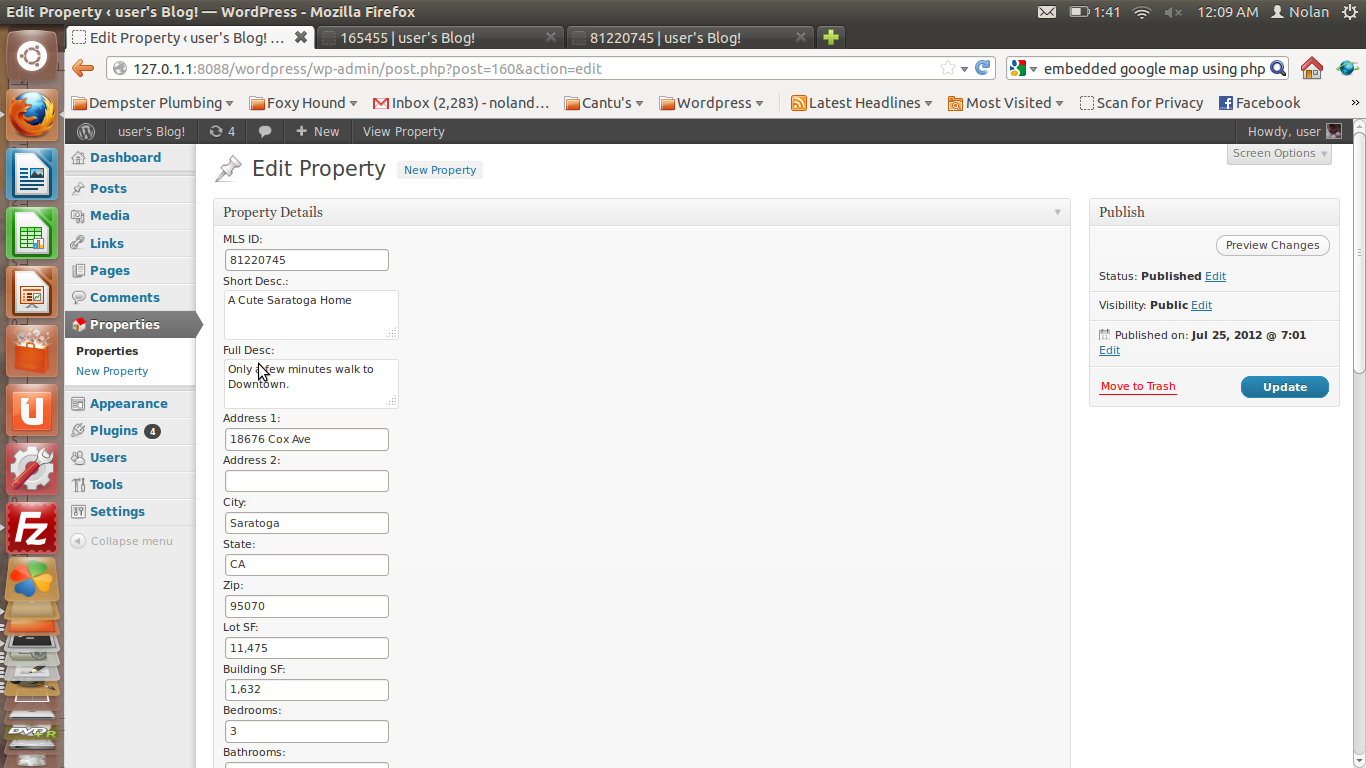 Edit Property ‹ user's Blog! — WordPress - Mozilla Firefox
1:41
12:09 AM
Nolan
Edit Property ‹ user's Blog! ...
165455 | user's Blog!
81220745 | user's Blog!
127.0.1.1:8088/wordpress/wp-admin/post.php?post=160&action=edit
embedded google map using php
Dempster Plumbing
Foxy Hound
Inbox (2,283) - noland...
Cantu's
Wordpress
Latest Headlines
Most Visited
Scan for Privacy
Facebook
»
user's Blog!
4
New
View Property
Howdy, user
Dashboard
Posts
Media
Links
Pages
Comments
Properties
Properties
New Property
Appearance
Plugins 4
Users
Tools
Settings
Collapse menu
Edit Property
New Property
Screen Options
Property Details
MLS ID:
81220745
Short Desc.:
A Cute Saratoga Home
Full Desc:
Only a few minutes walk to
Downtown.
Address 1:
18676 Cox Ave
Address 2:
City:
Saratoga
State:
CA
Zip:
95070
Lot SF:
11,475
Building SF:
1,632
Bedrooms:
3
Bathrooms:
Publish
Preview Changes
Status: Published Edit
Visibility: Public Edit
Published on: Jul 25, 2012 @ 7:01
Edit
Move to Trash
Update